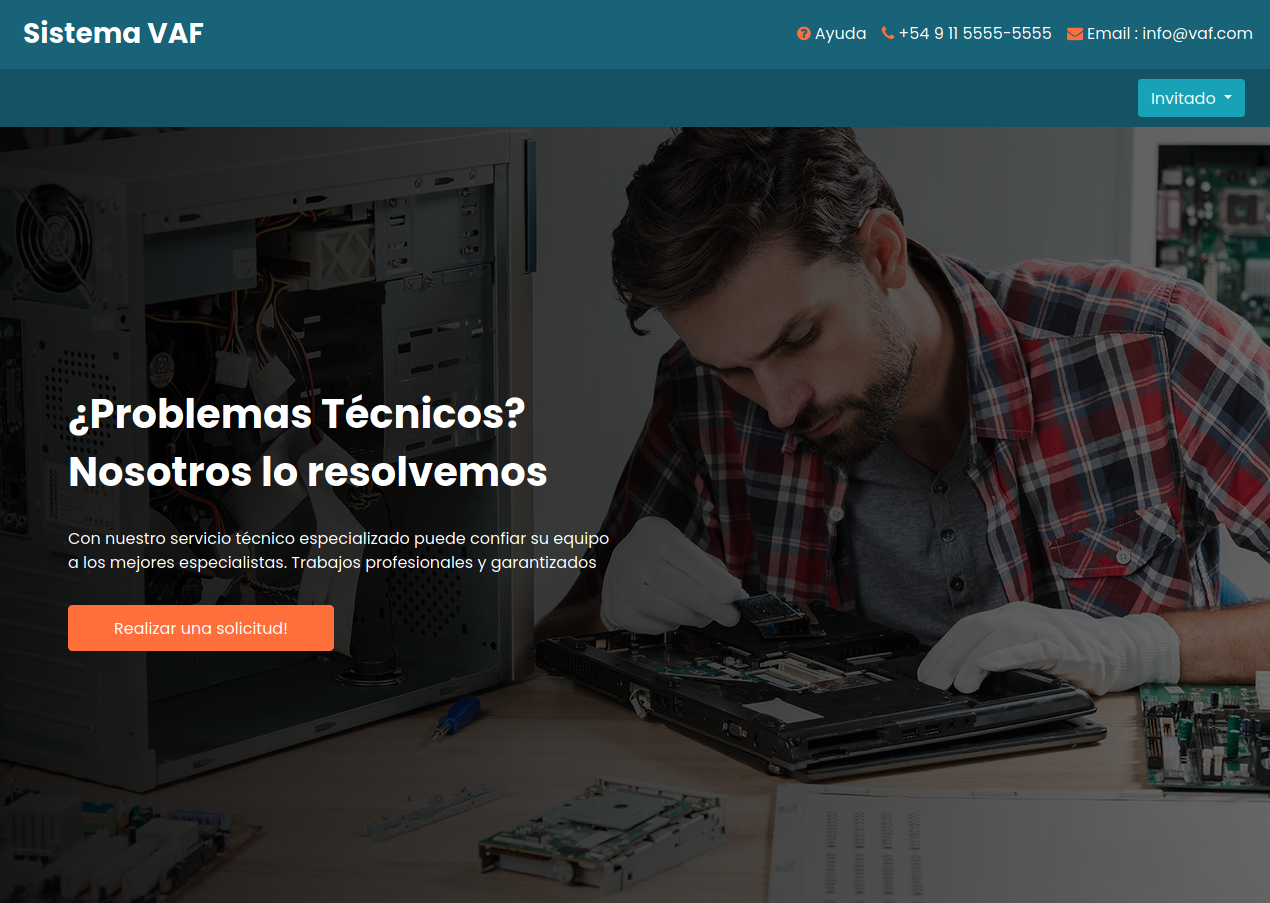 Sistema VAF
Ayuda +54 9 11 5555-5555 Email : info@vaf.com
Invitado
¿Problemas Técnicos?
Nosotros lo resolvemos
Con nuestro servicio técnico especializado puede confiar su equipo
a los mejores especialistas. Trabajos profesionales y garantizados
Realizar una solicitud!